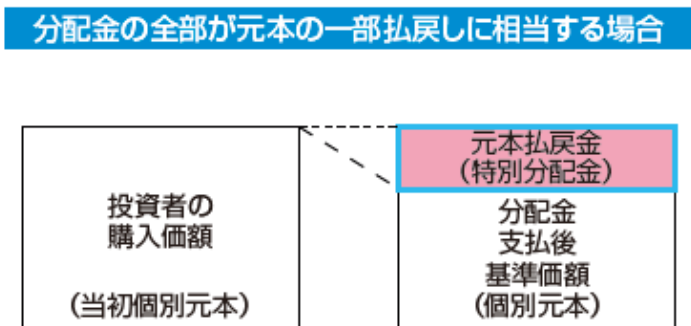 分配金の全部が元本の一部払戻しに相当する場合
元本払戻金
（特別分配金）
投資者の
購入価額
（当初個別元本）
分配金
支払後
基準価額
（個別元本）